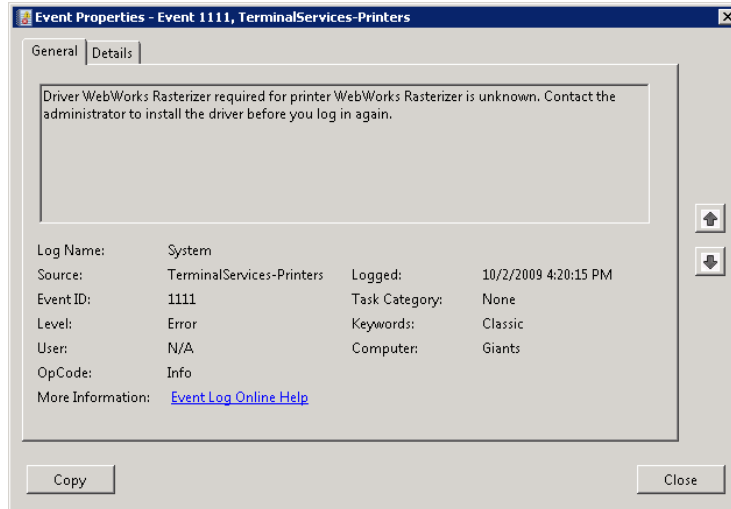 Event Properties - Event 1111, TerminalServices-Printers
General Details
Driver WebWorks Rasterizer required for printer WebWorks Rasterizer is unknown. Contact the
administrator to install the driver before you log in again.
Log Name: System
Source: TerminalServices-Printers Logged: 10/2/2009 4:20:15 PM
Event ID: 1111 Task Category: None
Level: Error Keywords: Classic
User: N/A Computer: Giants
OpCode: Info
More Information: Event Log Online Help
Copy Close